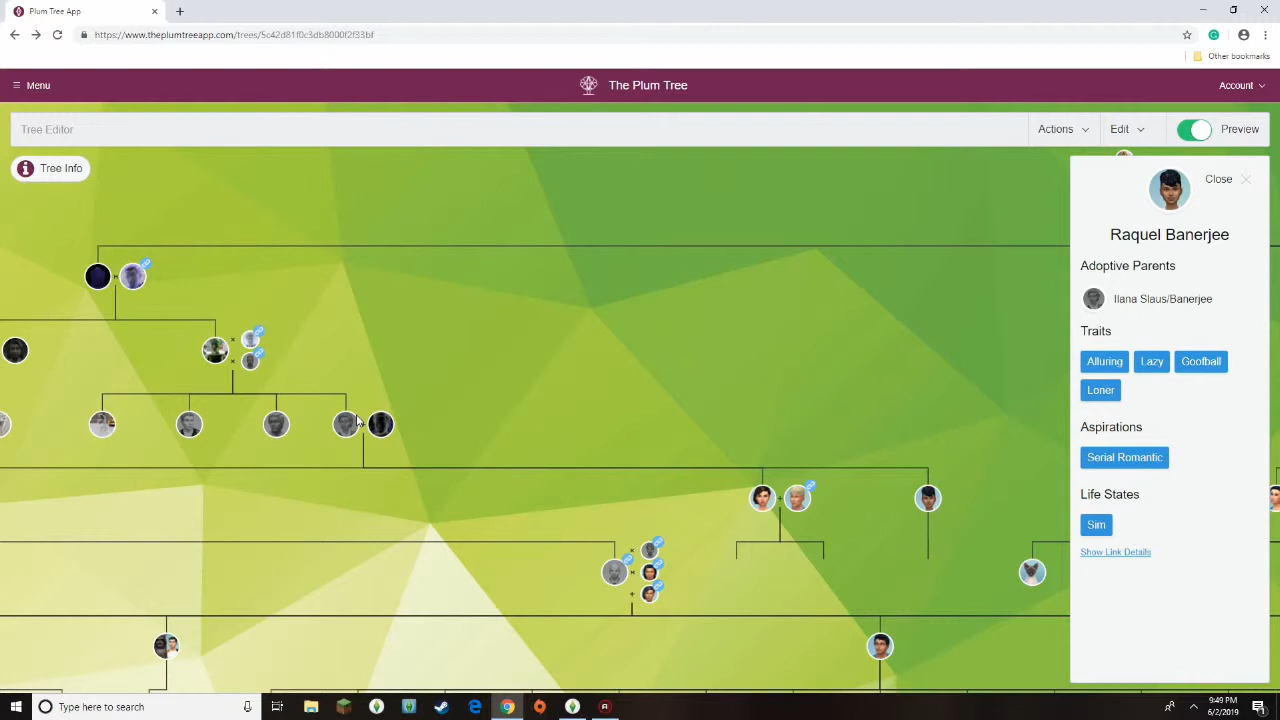 Plum Tree App
https://www.theplumtreeapp.com/trees/5c42d81f0c3db8000f2f33bf
Other bookmarks
Menu
The Plum Tree
Account
Tree Editor
Actions
Edit
Preview
Tree Info
Close
Raquel Banerjee
Adoptive Parents
Ilana Slaus/Banerjee
Traits
Alluring Lazy Goofball
Loner
Aspirations
Serial Romantic
Life States
Sim
Show Link Details
Type here to search
9:49 PM
6/2/2019